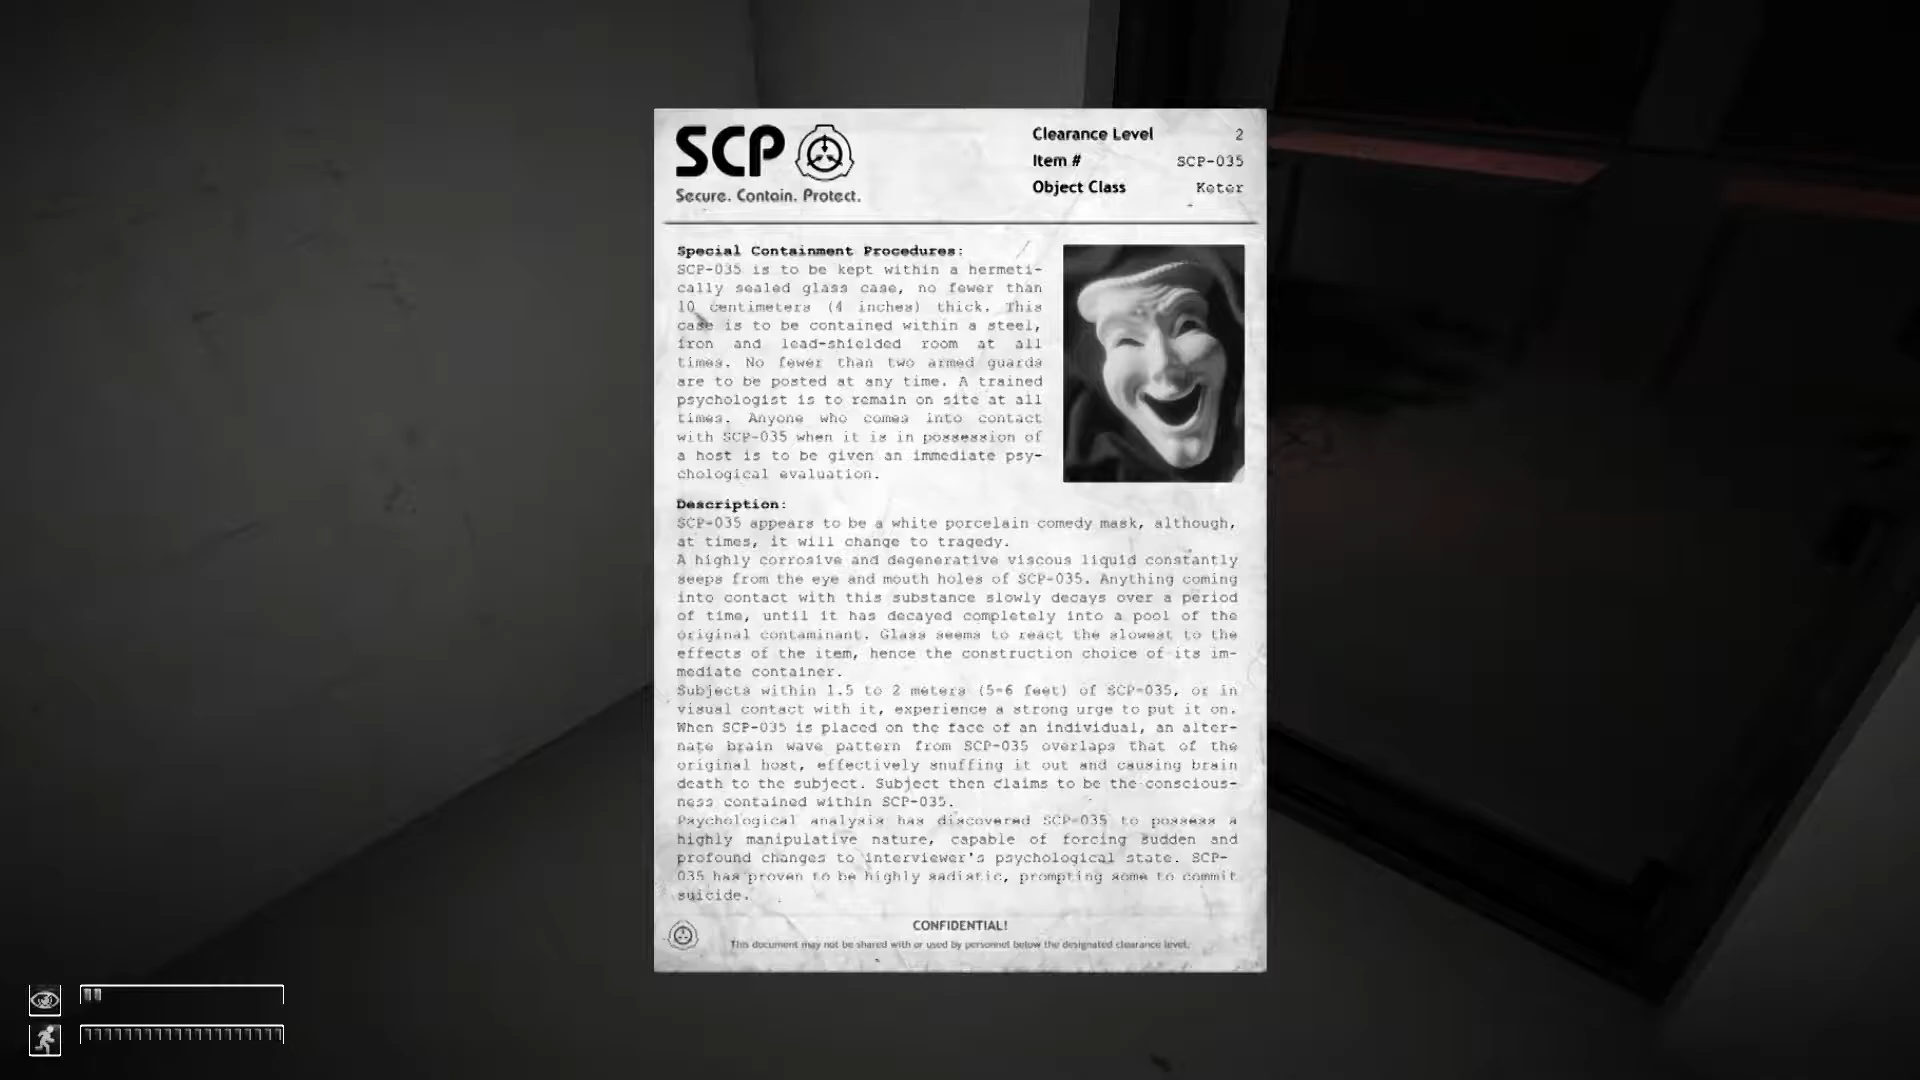 SCP
Secure. Contain. Protect.
Clearance Level 2
Item # SCP-035
Object Class Keter
Special Containment Procedures:
SCP-035 is to be kept within a hermeti-
cally sealed glass case, no fewer than
10 centimeters (4 inches) thick. This
case is to be contained within a steel,
iron and lead-shielded room at all
times. No fewer than two armed guards
are to be posted at any time. A trained
psychologist is to remain on site at all
times. Anyone who comes into contact
with SCP-035 when it is in possession of
a host is to be given an immediate psy-
chological evaluation.
Description:
SCP-035 appears to be a white porcelain comedy mask, although,
at times, it will change to tragedy.
A highly corrosive and degenerative viscous liquid constantly
seeps from the eye and mouth holes of SCP-035. Anything coming
into contact with this substance slowly decays over a period
of time, until it has decayed completely into a pool of the
original contaminant. Glass seems to react the slowest to the
effects of the item, hence the construction choice of its im-
mediate container.
Subjects within 1.5 to 2 meters (5-6 feet) of SCP-035, or in
visual contact with it, experience a strong urge to put it on.
When SCP-035 is placed on the face of an individual, an alter-
nate brain wave pattern from SCP-035 overlaps that of the
original host, effectively snuffing it out and causing brain
death to the subject. Subject then claims to be the conscious-
ness contained within SCP-035.
Psychological analysis has discovered SCP-035 to possess a
highly manipulative nature, capable of forcing sudden and
profound changes to interviewer's psychological state. SCP-
035 has proven to be highly sadistic, prompting some to commit
suicide.
CONFIDENTIAL!
This document may not be shared with or used by personnel below the designated clearance level.